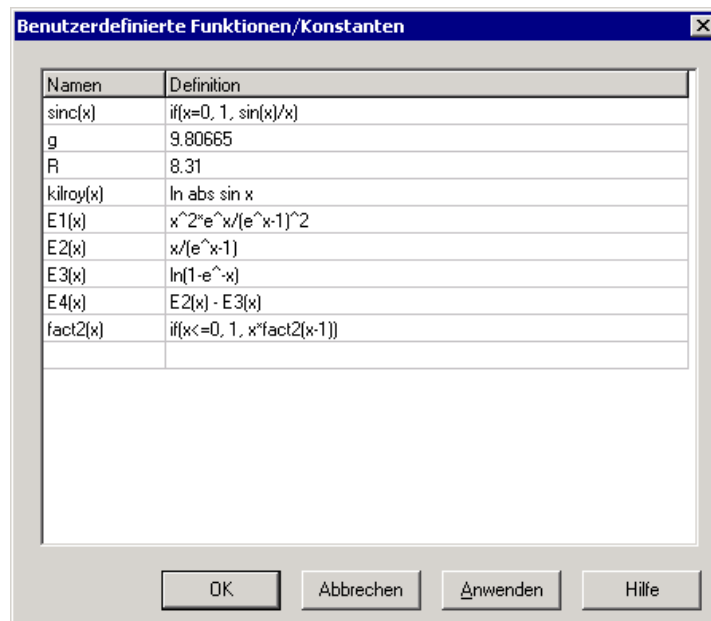 Benutzerdefinierte Funktionen/Konstanten
Namen Definition
sinc(x) if(x=0, 1, sin(x)/x)
g 9.80665
R 8.31
kilroy(x) ln abs sin x
E1(x) x^2*e^x/(e^x-1)^2
E2(x) x/(e^x-1)
E3(x) ln(1-e^-x)
E4(x) E2(x) - E3(x)
fact2(x) if(x<=0, 1, x*fact2(x-1))
OK Abbrechen Anwenden Hilfe